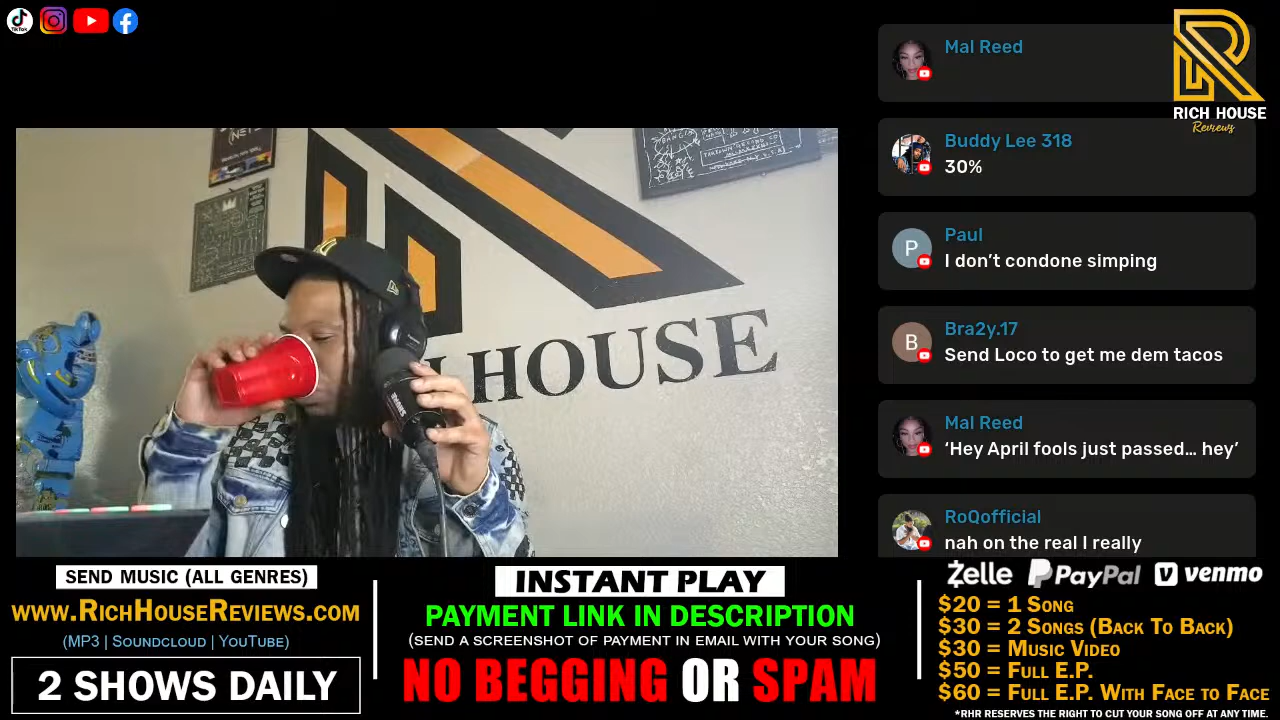 Mal Reed
RICH HOUSE
Reviews
Buddy Lee 318
30%
P
Paul
I don't condone simping
B
Bra2y.17
Send Loco to get me dem tacos
Mal Reed
‘Hey April fools just passed… hey’
RoQofficial
nah on the real I really
HOUSE
SEND MUSIC (ALL GENRES)
www.RichHouseReviews.com
(MP3 | Soundcloud | YouTube)
2 SHOWS DAILY
INSTANT PLAY
PAYMENT LINK IN DESCRIPTION
(SEND A SCREENSHOT OF PAYMENT IN EMAIL WITH YOUR SONG)
NO BEGGING OR SPAM
Zelle PayPal venmo
$20 = 1 Song
$30 = 2 Songs (Back To Back)
$30 = Music Video
$50 = Full E.P.
$60 = Full E.P. With Face to Face
*RHR RESERVES THE RIGHT TO CUT YOUR SONG OFF AT ANY TIME.